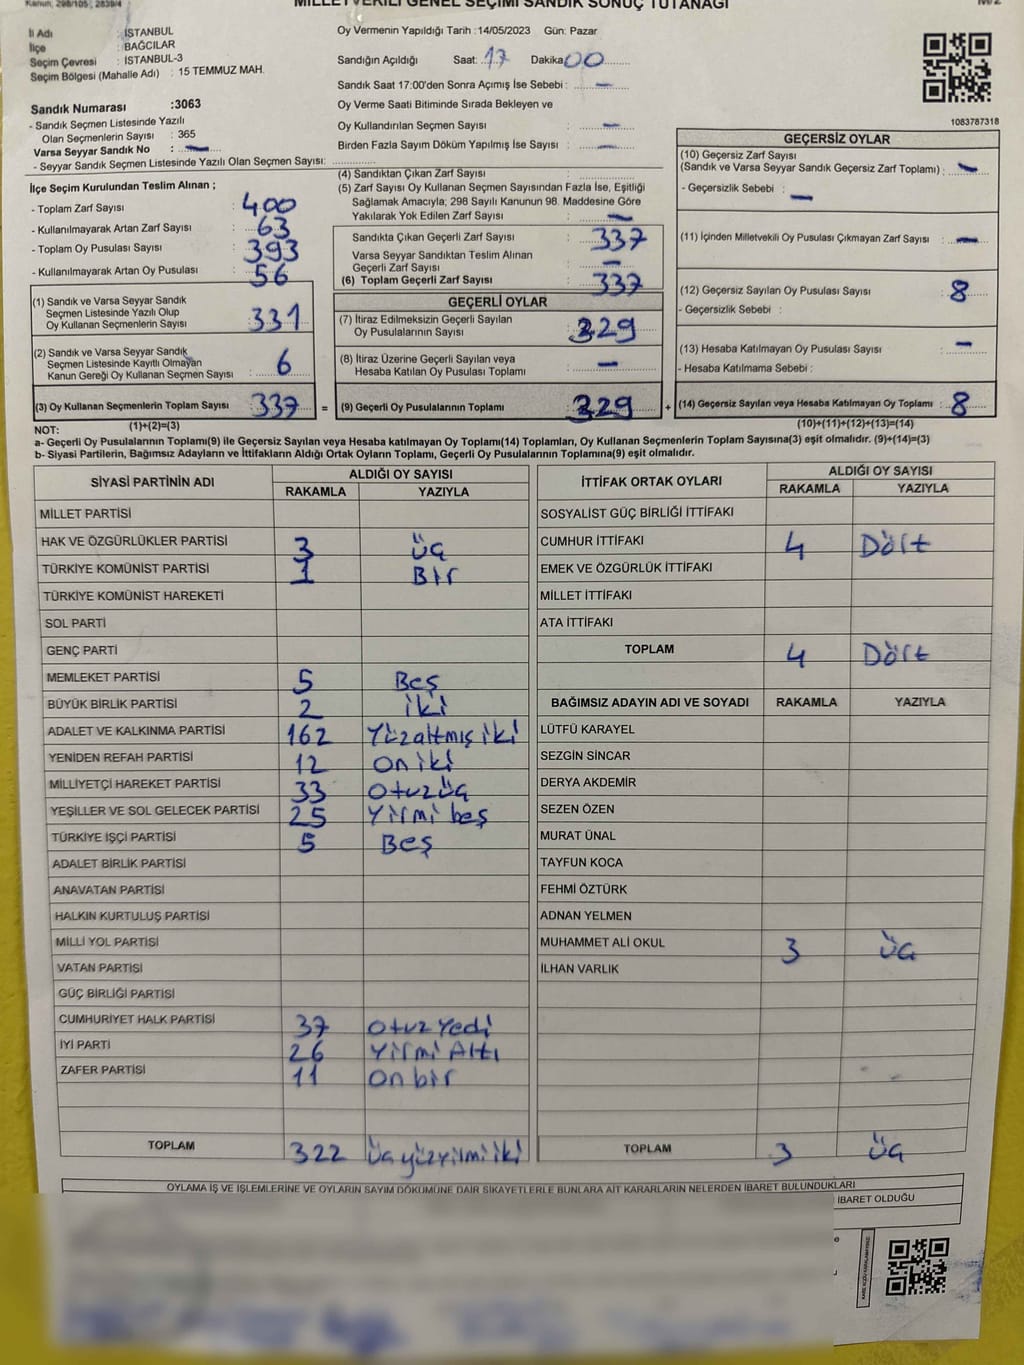 Kanun, 298/105, 2839/4
MİLLETVEKİLİ GENEL SEÇİMİ SANDIK SONUÇ TUTANAĞI
İli Adı : İSTANBUL
İlçe : BAĞCILAR
Seçim Çevresi : İSTANBUL-3
Seçim Bölgesi (Mahalle Adı) : 15 TEMMUZ MAH.
Sandık Numarası :3063
- Sandık Seçmen Listesinde Yazılı
Olan Seçmenlerin Sayısı : 365
Varsa Seyyar Sandık No : —
- Seyyar Sandık Seçmen Listesinde Yazılı Olan Seçmen Sayısı:
Oy Vermenin Yapıldığı Tarih :14/05/2023 Gün: Pazar
Sandığın Açıldığı Saat: 17 Dakika: 00
Sandık Saat 17:00'den Sonra Açımış İse Sebebi : —
Oy Verme Saati Bitiminde Sırada Bekleyen ve
Oy Kullandırılan Seçmen Sayısı : —
Birden Fazla Sayım Döküm Yapılmış İse Sayısı : —
1083787318
İlçe Seçim Kurulundan Teslim Alınan ;
- Toplam Zarf Sayısı : 400
- Kullanılmayarak Artan Zarf Sayısı : 63
- Toplam Oy Pusulası Sayısı : 393
- Kullanılmayarak Artan Oy Pusulası : 56
(1) Sandık ve Varsa Seyyar Sandık
Seçmen Listesinde Yazılı Olup
Oy Kullanan Seçmenlerin Sayısı : 331
(2) Sandık ve Varsa Seyyar Sandık
Seçmen Listesinde Kayıtlı Olmayan
Kanun Gereği Oy Kullanan Seçmen Sayısı : 6
(3) Oy Kullanan Seçmenlerin Toplam Sayısı : 337 =
(1)+(2)=(3)
(4) Sandıktan Çıkan Zarf Sayısı :
(5) Zarf Sayısı Oy Kullanan Seçmen Sayısından Fazla İse, Eşitliği
Sağlamak Amacıyla; 298 Sayılı Kanunun 98. Maddesine Göre
Yakılarak Yok Edilen Zarf Sayısı : —
Sandıkta Çıkan Geçerli Zarf Sayısı : 337
Varsa Seyyar Sandıktan Teslim Alınan
Geçerli Zarf Sayısı : —
(6) Toplam Geçerli Zarf Sayısı : 337
GEÇERLİ OYLAR
(7) İtiraz Edilmeksizin Geçerli Sayılan
Oy Pusulalarının Sayısı : 329
(8) İtiraz Üzerine Geçerli Sayılan veya
Hesaba Katılan Oy Pusulası Toplamı : —
(9) Geçerli Oy Pusulalarının Toplamı : 329 +
GEÇERSİZ OYLAR
(10) Geçersiz Zarf Sayısı
(Sandık ve Varsa Seyyar Sandık Geçersiz Zarf Toplamı) : —
- Geçersizlik Sebebi : —
(11) İçinden Milletvekili Oy Pusulası Çıkmayan Zarf Sayısı : —
(12) Geçersiz Sayılan Oy Pusulası Sayısı : 8
- Geçersizlik Sebebi :
(13) Hesaba Katılmayan Oy Pusulası Sayısı : —
- Hesaba Katılmama Sebebi :
(14) Geçersiz Sayılan veya Hesaba Katılmayan Oy Toplamı : 8
(10)+(11)+(12)+(13)=(14)
NOT:
a- Geçerli Oy Pusulalarının Toplamı(9) ile Geçersiz Sayılan veya Hesaba katılmayan Oy Toplamı(14) Toplamları, Oy Kullanan Seçmenlerin Toplam Sayısına(3) eşit olmalıdır. (9)+(14)=(3)
b- Siyasi Partilerin, Bağımsız Adayların ve İttifakların Aldığı Ortak Oyların Toplamı, Geçerli Oy Pusulalarının Toplamına(9) eşit olmalıdır.
SİYASİ PARTİNİN ADI ALDIĞI OY SAYISI
RAKAMLA YAZIYLA
MİLLET PARTİSİ
HAK VE ÖZGÜRLÜKLER PARTİSİ 3 üç
TÜRKİYE KOMÜNİST PARTİSİ 1 Bir
TÜRKİYE KOMÜNİST HAREKETİ
SOL PARTİ
GENÇ PARTİ
MEMLEKET PARTİSİ 5 Beş
BÜYÜK BİRLİK PARTİSİ 2 iki
ADALET VE KALKINMA PARTİSİ 162 Yüzaltmış iki
YENİDEN REFAH PARTİSİ 12 on iki
MİLLİYETÇİ HAREKET PARTİSİ 33 otuzüç
YEŞİLLER VE SOL GELECEK PARTİSİ 25 Yirmi beş
TÜRKİYE İŞÇİ PARTİSİ 5 Beş
ADALET BİRLİK PARTİSİ
ANAVATAN PARTİSİ
HALKIN KURTULUŞ PARTİSİ
MİLLİ YOL PARTİSİ
VATAN PARTİSİ
GÜÇ BİRLİĞİ PARTİSİ
CUMHURİYET HALK PARTİSİ 37 otuz yedi
İYİ PARTİ 26 Yirmi Altı
ZAFER PARTİSİ 11 on bir
TOPLAM 322 üçyüzyirmi iki
İTTİFAK ORTAK OYLARI ALDIĞI OY SAYISI
RAKAMLA YAZIYLA
SOSYALİST GÜÇ BİRLİĞİ İTTİFAKI
CUMHUR İTTİFAKI 4 Dört
EMEK VE ÖZGÜRLÜK İTTİFAKI
MİLLET İTTİFAKI
ATA İTTİFAKI
TOPLAM 4 Dört
BAĞIMSIZ ADAYIN ADI VE SOYADI RAKAMLA YAZIYLA
LÜTFÜ KARAYEL
SEZGİN SİNCAR
DERYA AKDEMİR
SEZEN ÖZEN
MURAT ÜNAL
TAYFUN KOCA
FEHMİ ÖZTÜRK
ADNAN YELMEN
MUHAMMET ALİ OKUL 3 üç
İLHAN VARLIK
TOPLAM 3 üç
OYLAMA İŞ VE İŞLEMLERİNE VE OYLARIN SAYIM DÖKÜMÜNE DAİR ŞİKAYETLERLE BUNLARA AİT KARARLARIN NELERDEN İBARET BULUNDUKLARI
İBARET OLDUĞU